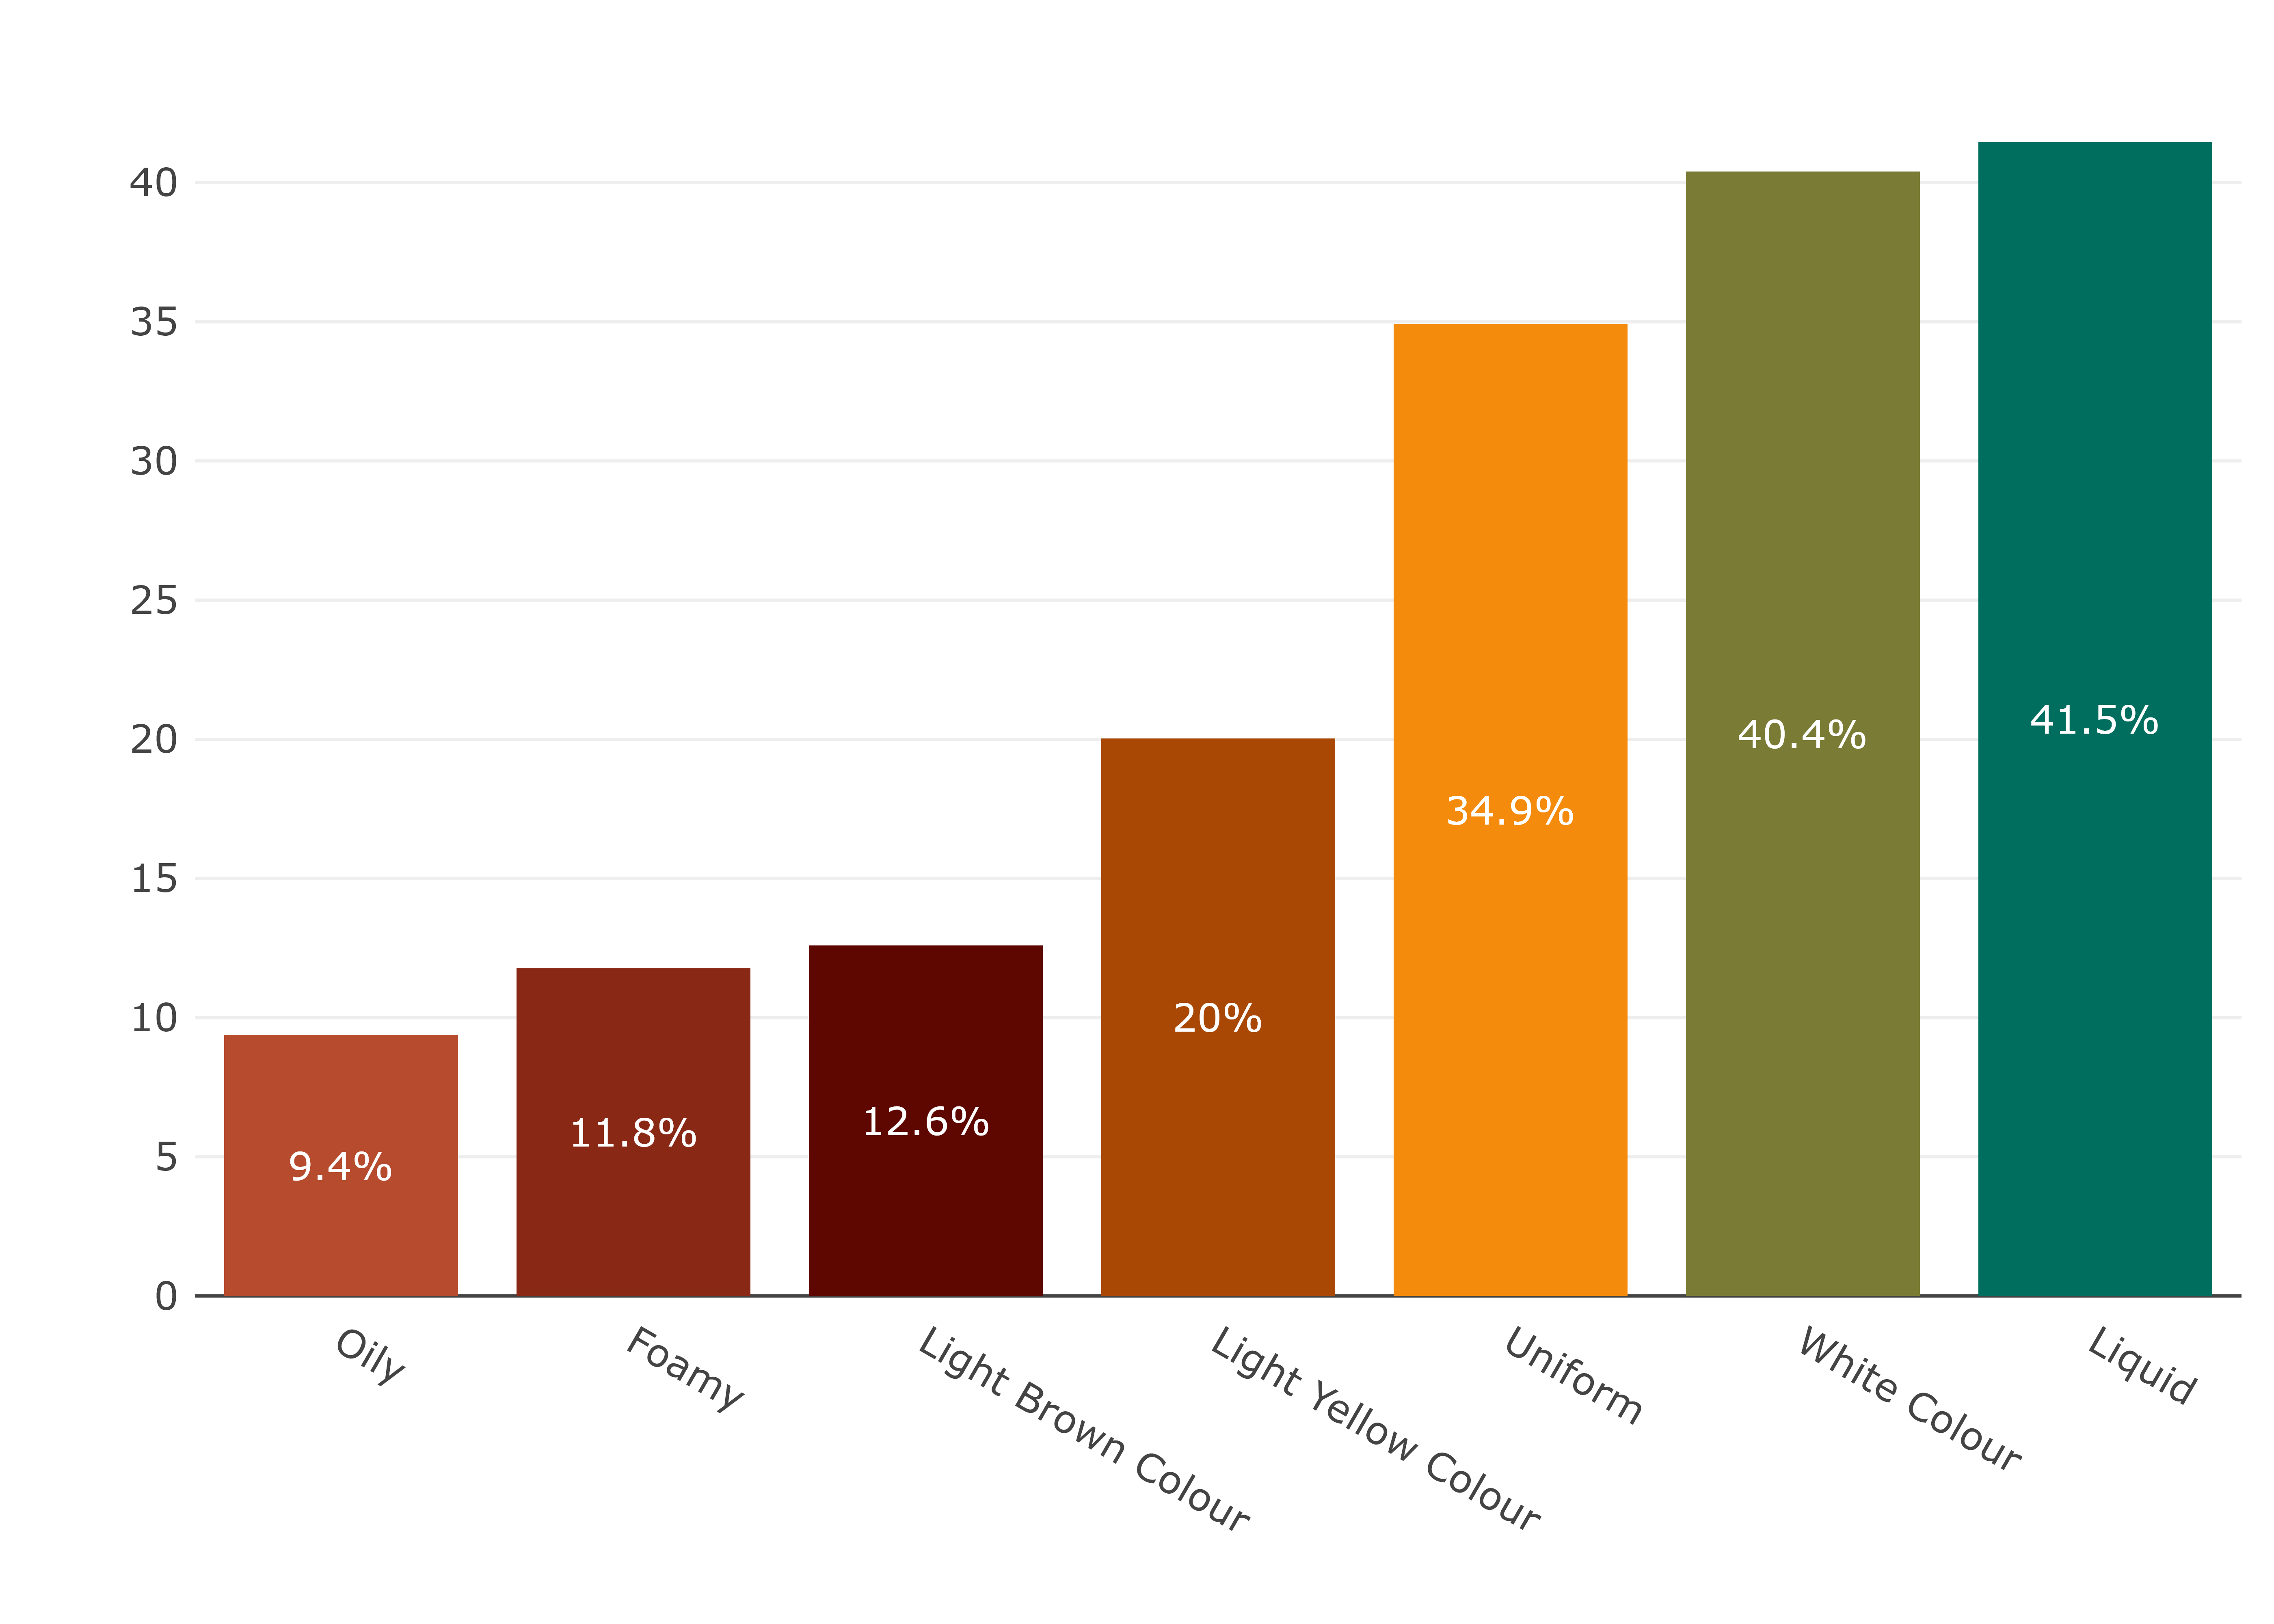 40
35
30
25
20
15
10
5
0
9.4%
11.8%
12.6%
20%
34.9%
40.4%
41.5%
Oily
Foamy
Light Brown Colour
Light Yellow Colour
Uniform
White Colour
Liquid